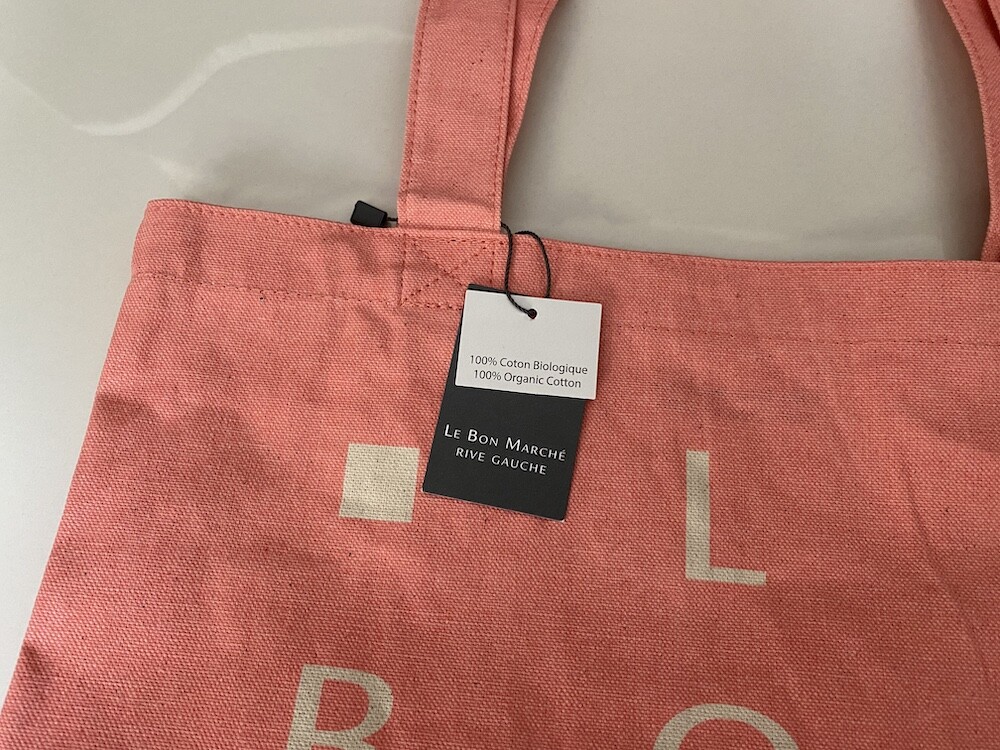 100% Coton Biologique
100% Organic Cotton
LE BON MARCHÉ
RIVE GAUCHE
L
B O